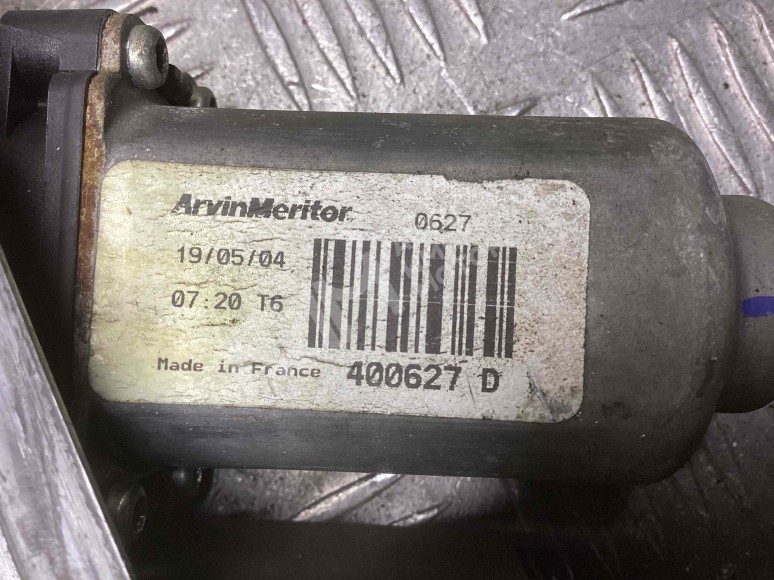 ArvinMeritor 0627
19/05/04
07:20 T6
Made in France 400627 D